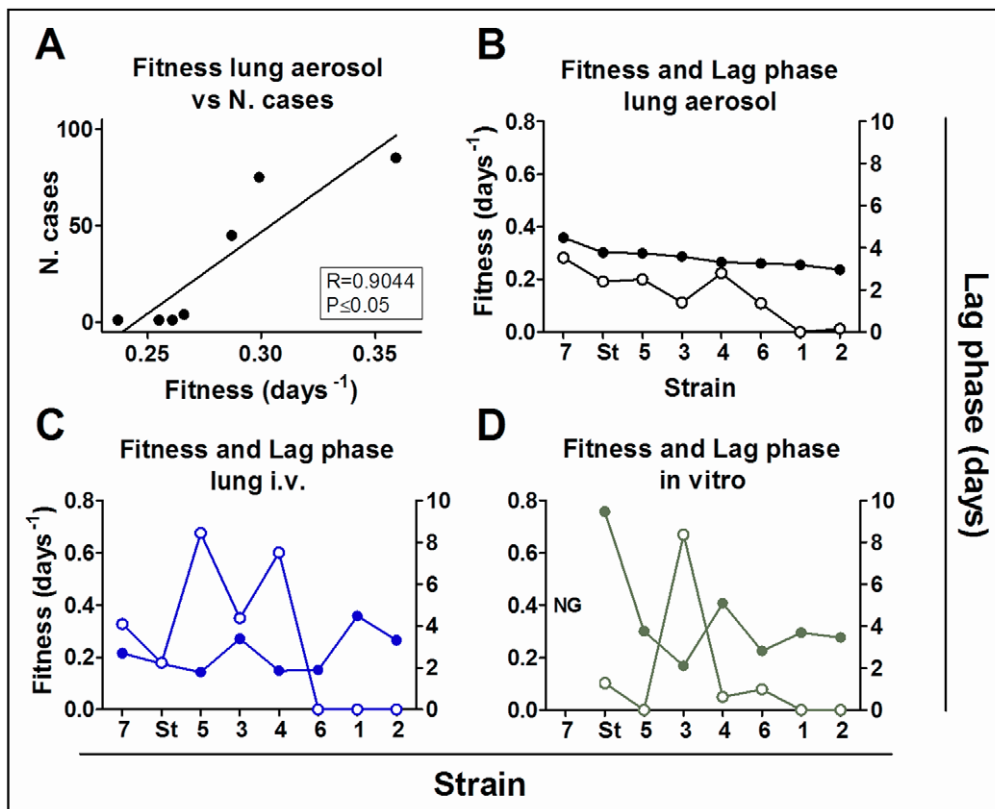 A
Fitness lung aerosol
vs N. cases
100
50
0
N. cases
R=0.9044
P≤0.05
0.25 0.30 0.35
Fitness (days⁻¹)
B
Fitness and Lag phase
lung aerosol
0.8
0.6
0.4
0.2
0.0
Fitness (days⁻¹)
10
8
6
4
2
0
7 St 5 3 4 6 1 2
Strain
C
Fitness and Lag phase
lung i.v.
0.8
0.6
0.4
0.2
0.0
Fitness (days⁻¹)
10
8
6
4
2
0
7 St 5 3 4 6 1 2
D
Fitness and Lag phase
in vitro
0.8
0.6
0.4
0.2
0.0
NG
10
8
6
4
2
0
7 St 5 3 4 6 1 2
Lag phase (days)
Strain